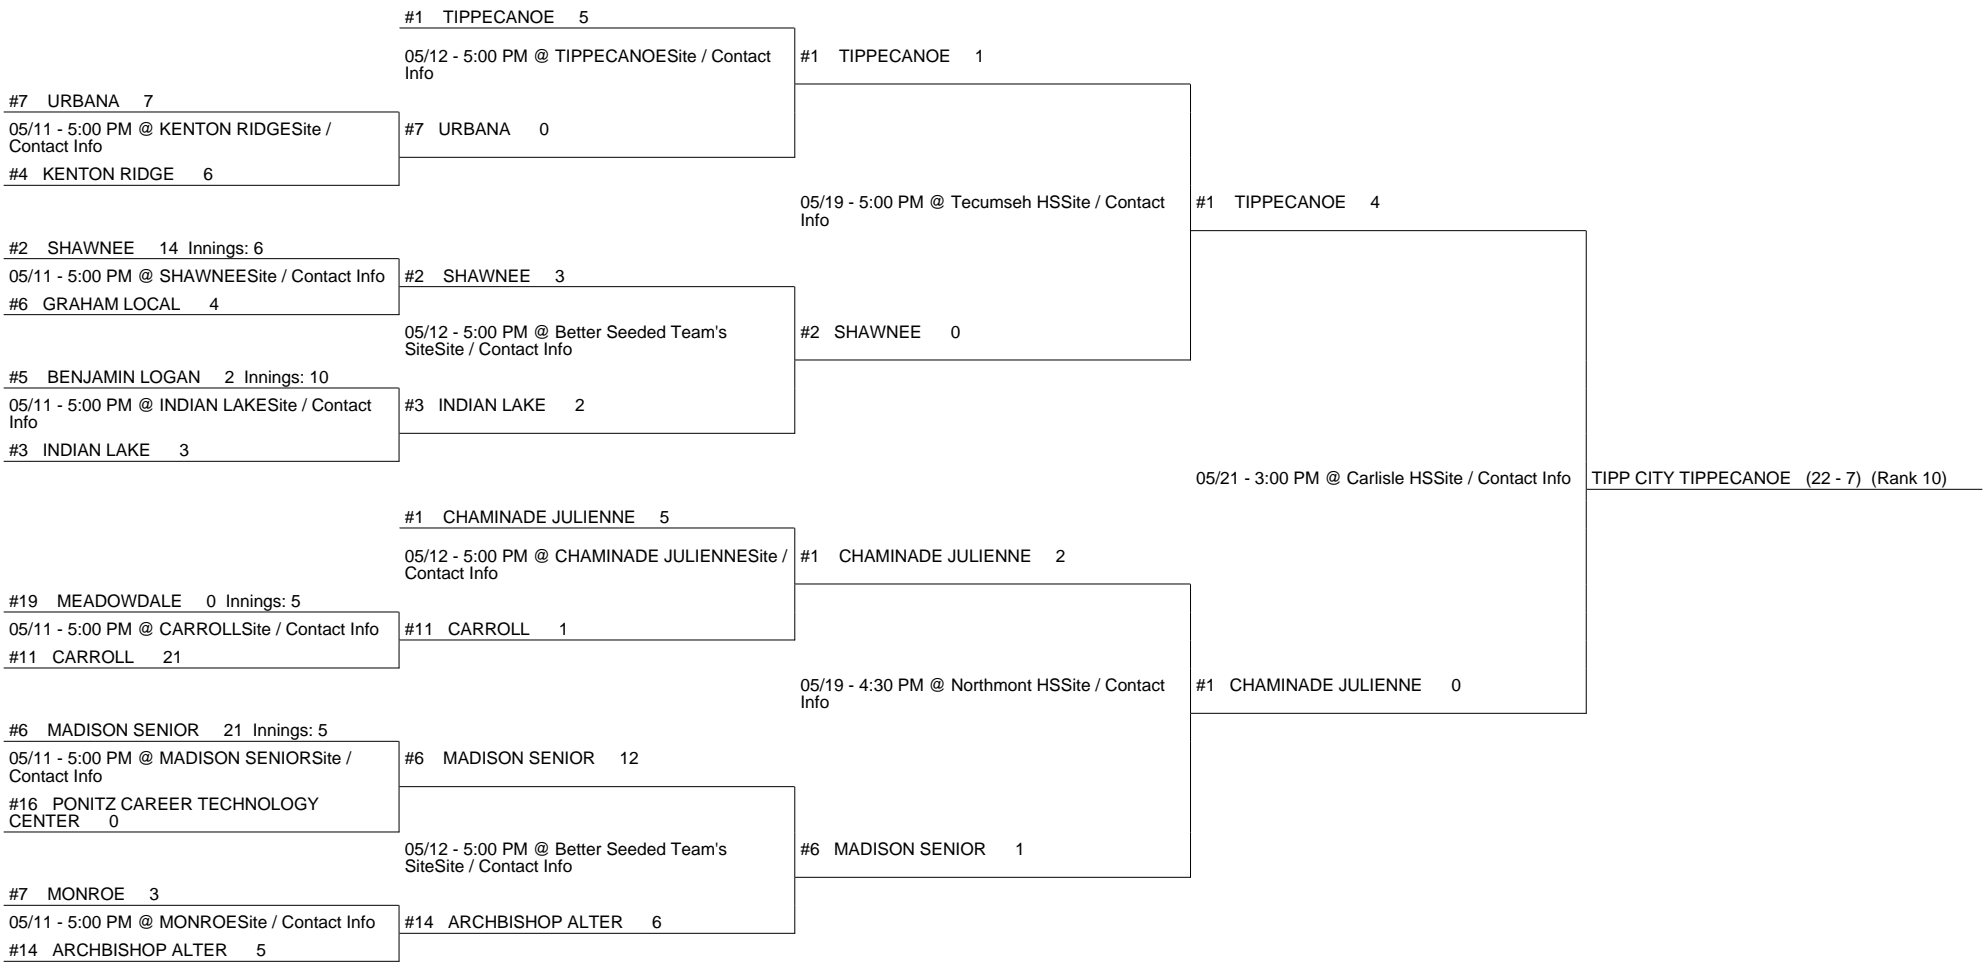 #1 TIPPECANOE 5
05/12 - 5:00 PM @ TIPPECANOESite / Contact
Info
#1 TIPPECANOE 1
#7 URBANA 7
05/11 - 5:00 PM @ KENTON RIDGESite /
Contact Info
#7 URBANA 0
#4 KENTON RIDGE 6
05/19 - 5:00 PM @ Tecumseh HSSite / Contact
Info
#1 TIPPECANOE 4
#2 SHAWNEE 14 Innings: 6
05/11 - 5:00 PM @ SHAWNEESite / Contact Info
#2 SHAWNEE 3
#6 GRAHAM LOCAL 4
05/12 - 5:00 PM @ Better Seeded Team's
SiteSite / Contact Info
#2 SHAWNEE 0
#5 BENJAMIN LOGAN 2 Innings: 10
05/11 - 5:00 PM @ INDIAN LAKESite / Contact
Info
#3 INDIAN LAKE 2
#3 INDIAN LAKE 3
05/21 - 3:00 PM @ Carlisle HSSite / Contact Info
TIPP CITY TIPPECANOE (22 - 7) (Rank 10)
#1 CHAMINADE JULIENNE 5
05/12 - 5:00 PM @ CHAMINADE JULIENNESite /
Contact Info
#1 CHAMINADE JULIENNE 2
#19 MEADOWDALE 0 Innings: 5
05/11 - 5:00 PM @ CARROLLSite / Contact Info
#11 CARROLL 1
#11 CARROLL 21
05/19 - 4:30 PM @ Northmont HSSite / Contact
Info
#1 CHAMINADE JULIENNE 0
#6 MADISON SENIOR 21 Innings: 5
05/11 - 5:00 PM @ MADISON SENIORSite /
Contact Info
#6 MADISON SENIOR 12
#16 PONITZ CAREER TECHNOLOGY
CENTER 0
05/12 - 5:00 PM @ Better Seeded Team's
SiteSite / Contact Info
#6 MADISON SENIOR 1
#7 MONROE 3
05/11 - 5:00 PM @ MONROESite / Contact Info
#14 ARCHBISHOP ALTER 6
#14 ARCHBISHOP ALTER 5